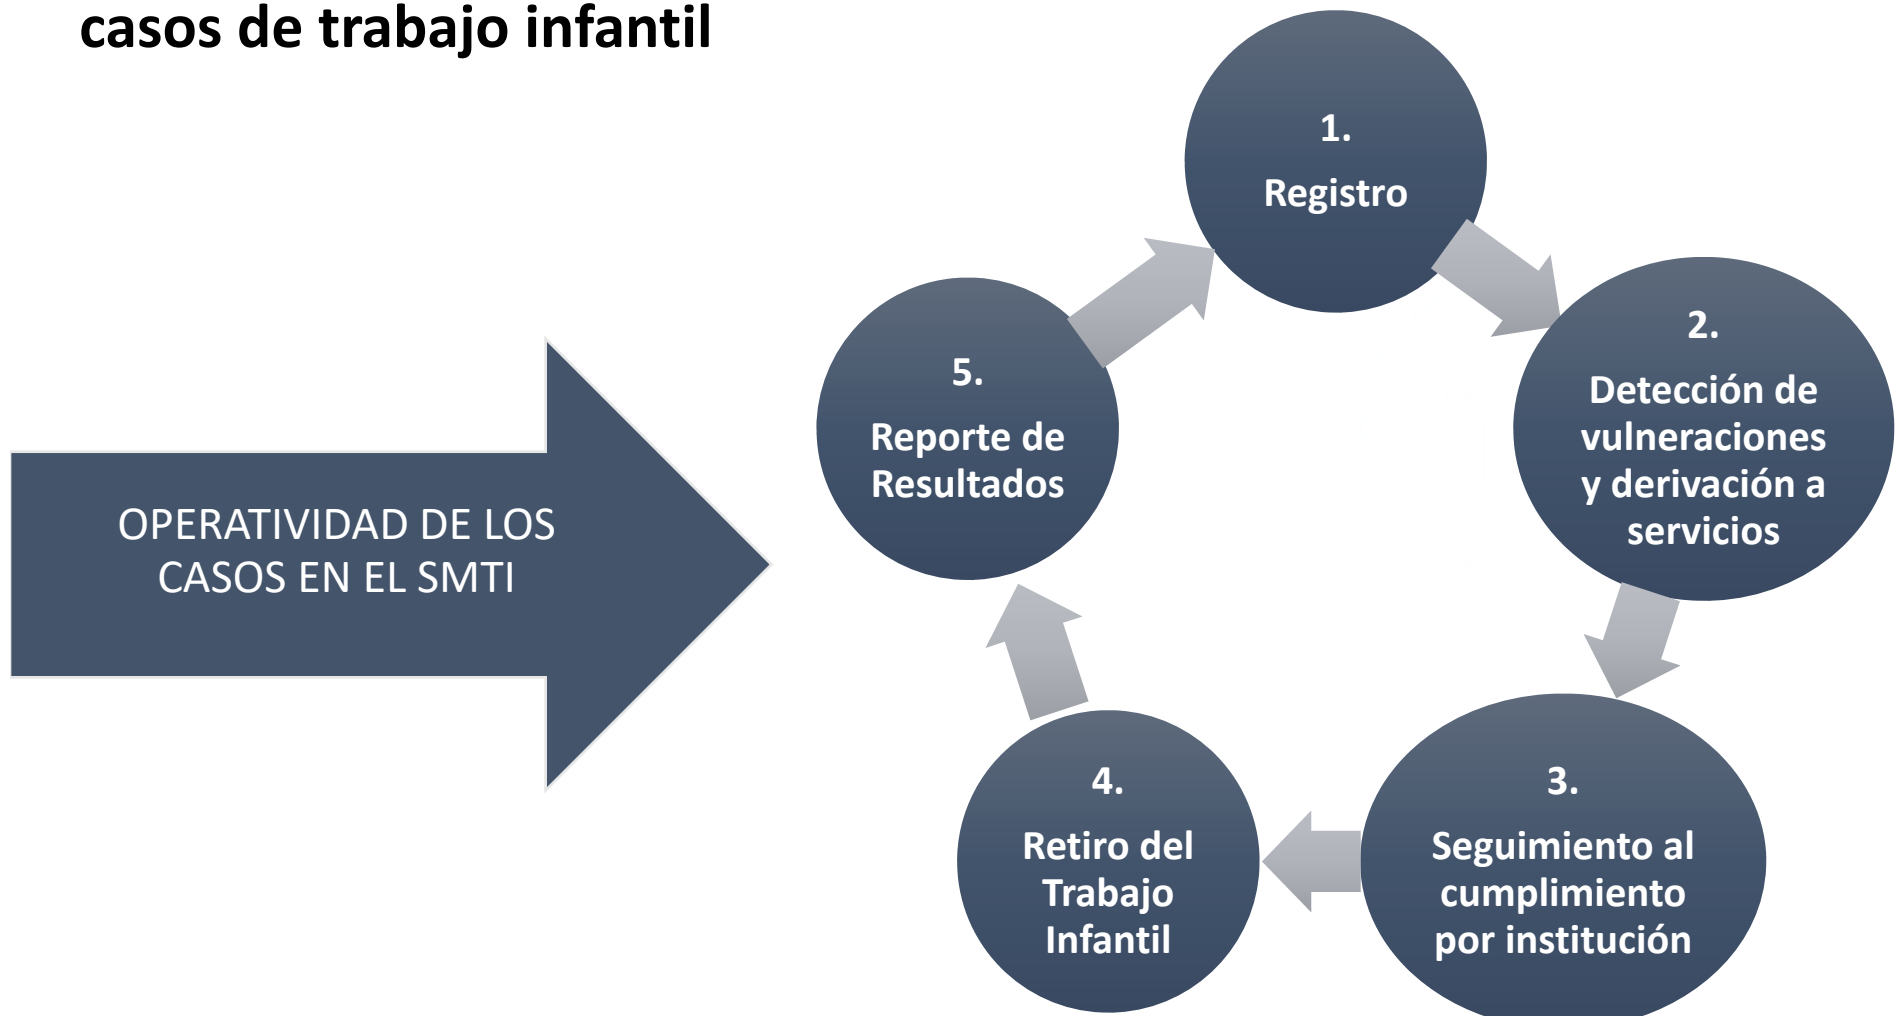 casos de trabajo infantil
OPERATIVIDAD DE LOS
CASOS EN EL SMTI
1.
Registro
2.
Detección de
vulneraciones
y derivación a
servicios
3.
Seguimiento al
cumplimiento
por institución
4.
Retiro del
Trabajo
Infantil
5.
Reporte de
Resultados